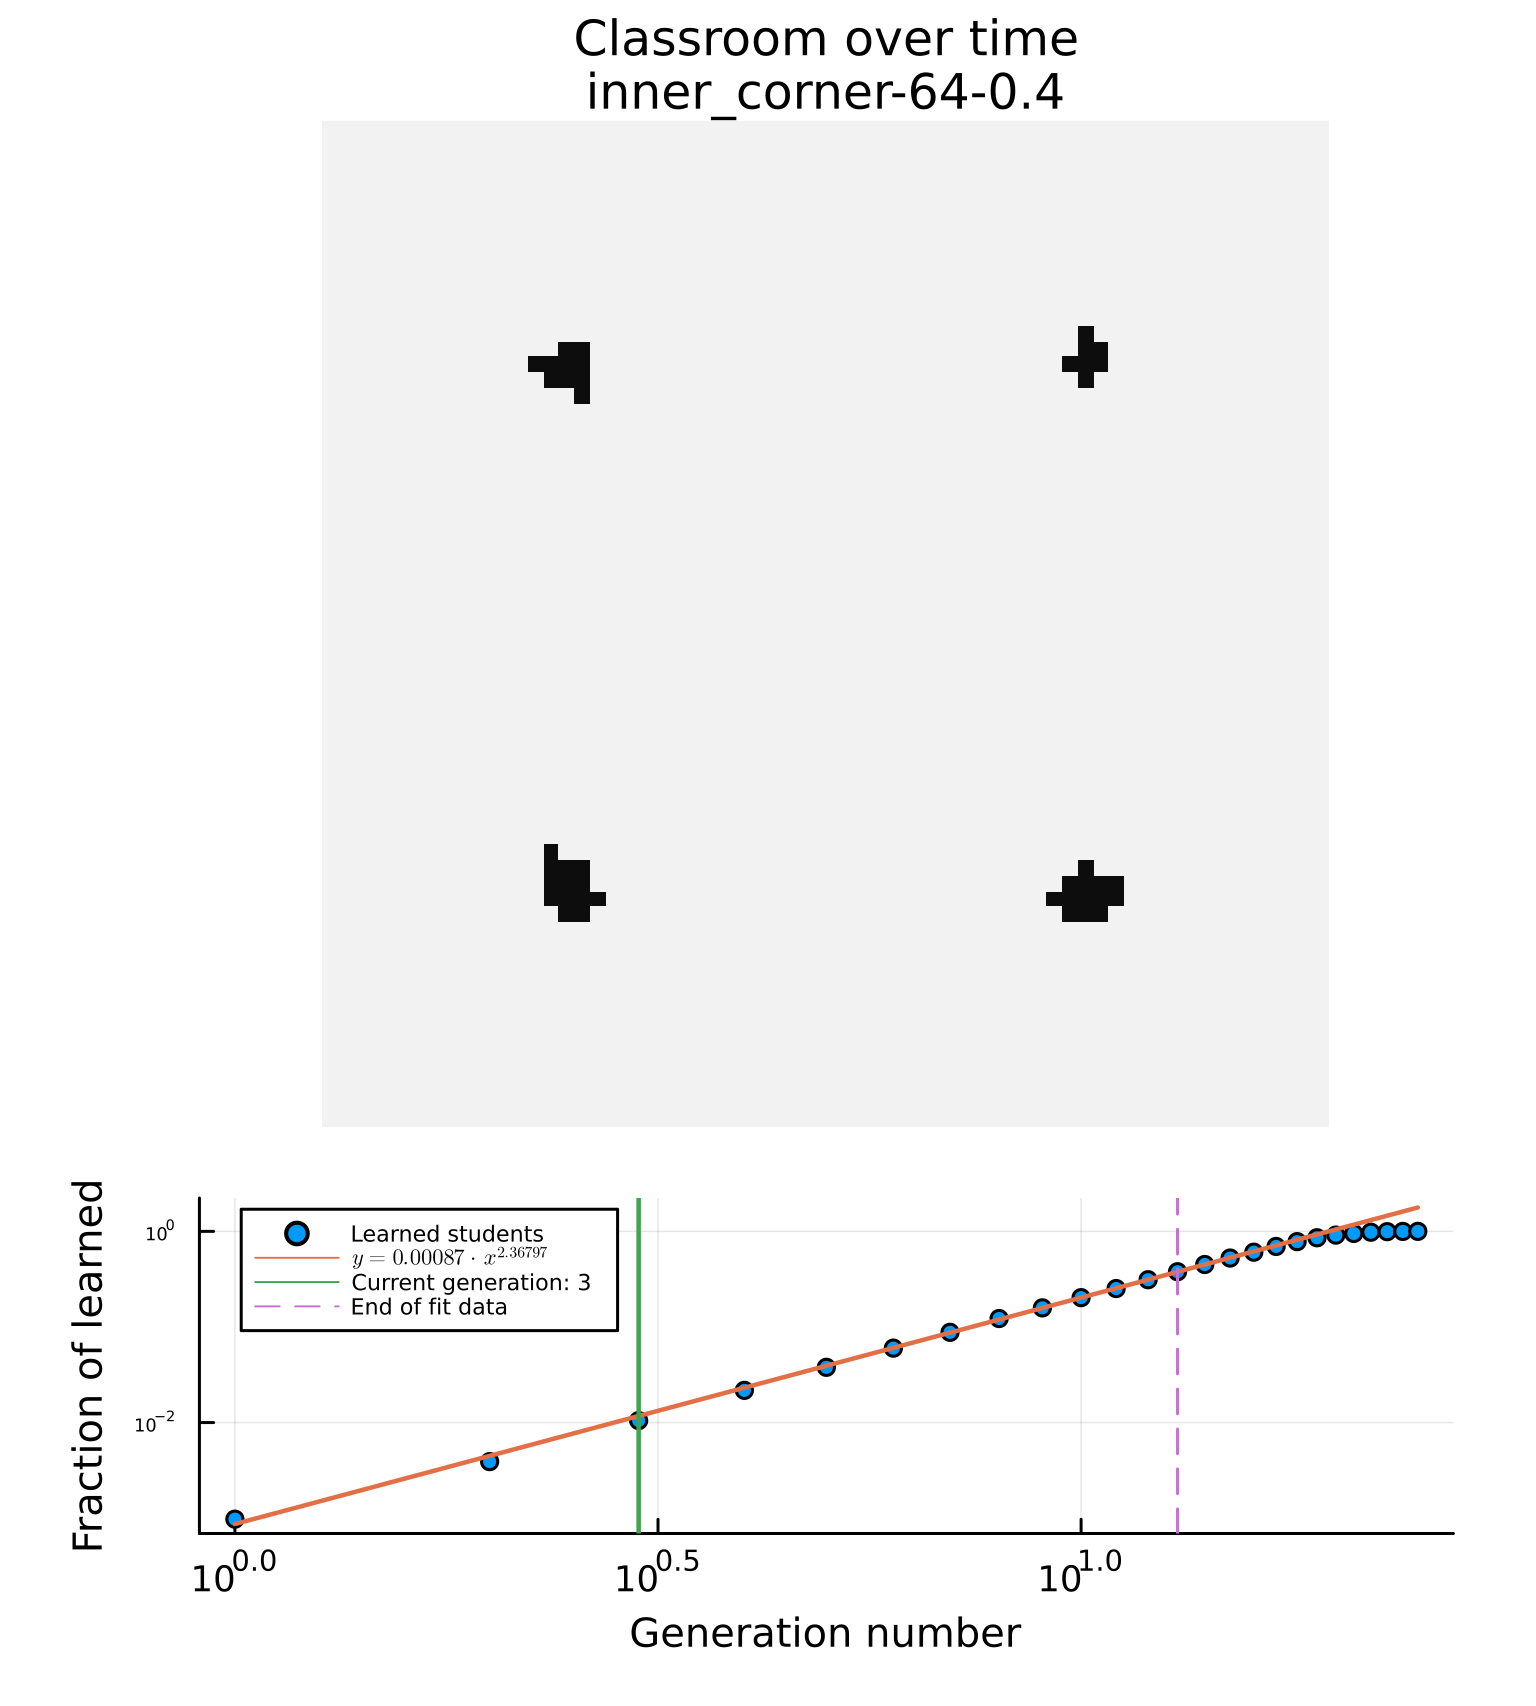 Classroom over time
inner_corner-64-0.4
Fraction of learned
10^0
10^−2
Learned students
y = 0.00087 · x^2.36797
Current generation: 3
End of fit data
10^0.0 10^0.5 10^1.0
Generation number